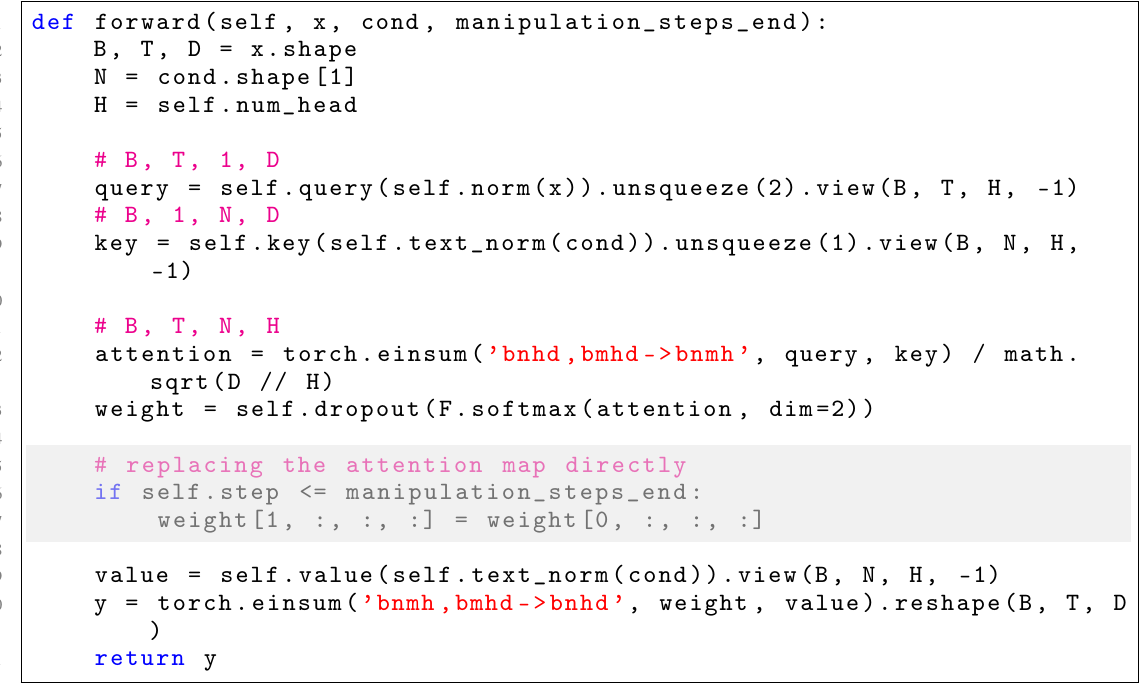 def forward(self, x, cond, manipulation_steps_end):
    B, T, D = x.shape
    N = cond.shape[1]
    H = self.num_head

    # B, T, 1, D
    query = self.query(self.norm(x)).unsqueeze(2).view(B, T, H, -1)
    # B, 1, N, D
    key = self.key(self.text_norm(cond)).unsqueeze(1).view(B, N, H,
        -1)

    # B, T, N, H
    attention = torch.einsum('bnhd,bmhd->bnmh', query, key) / math.
        sqrt(D // H)
    weight = self.dropout(F.softmax(attention, dim=2))

    # replacing the attention map directly
    if self.step <= manipulation_steps_end:
        weight[1, :, :, :] = weight[0, :, :, :]

    value = self.value(self.text_norm(cond)).view(B, N, H, -1)
    y = torch.einsum('bnmh,bmhd->bnhd', weight, value).reshape(B, T, D
        )
    return y